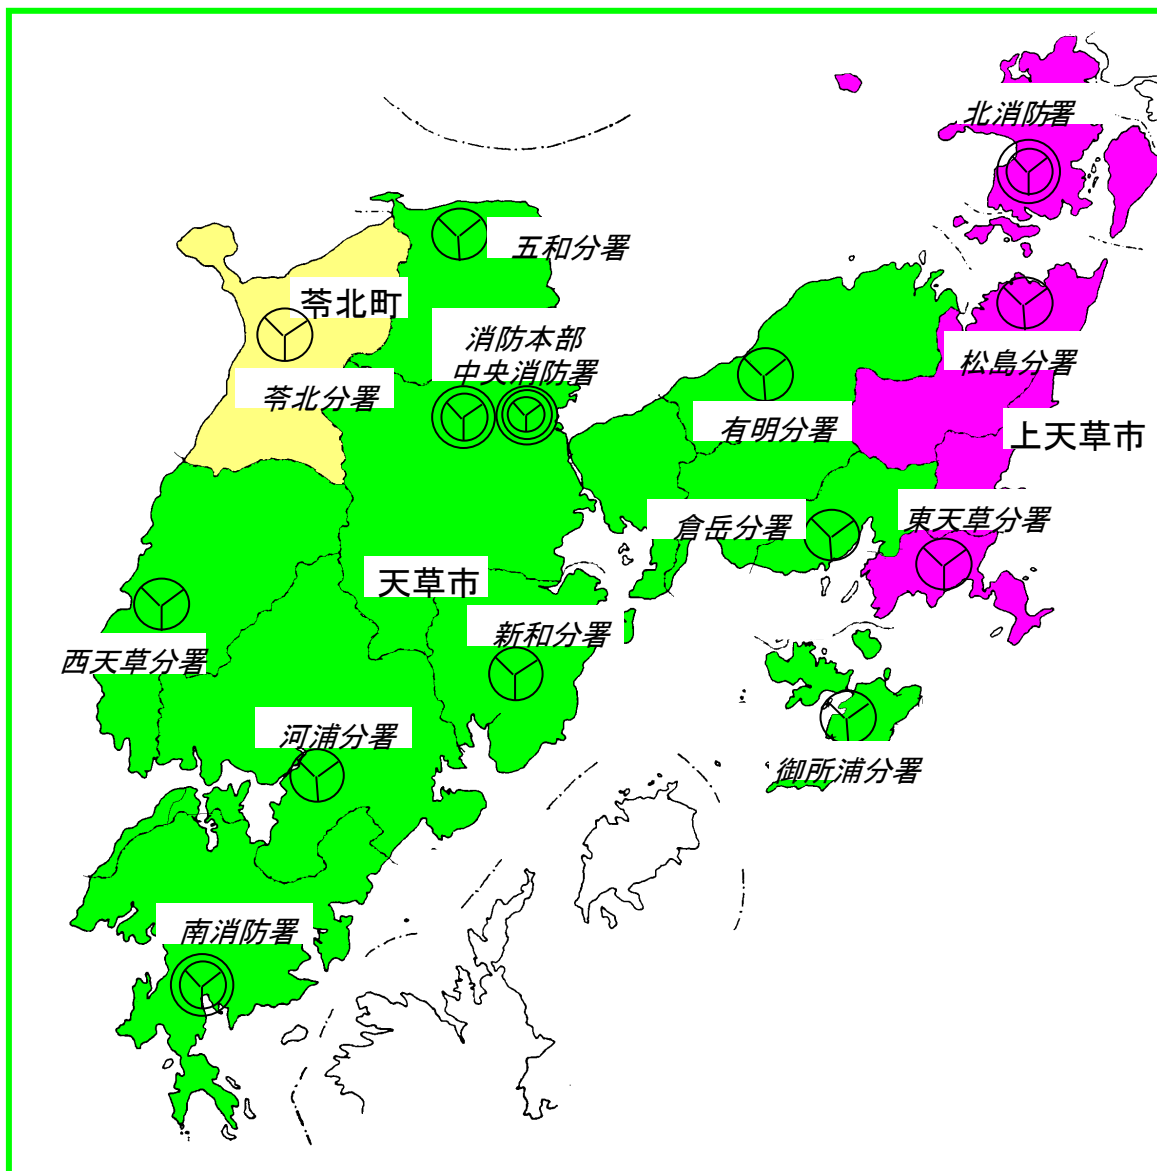 北消防署
五和分署
苓北町
消防本部
中央消防署
松島分署
苓北分署
有明分署
上天草市
倉岳分署
東天草分署
天草市
新和分署
西天草分署
河浦分署
御所浦分署
南消防署